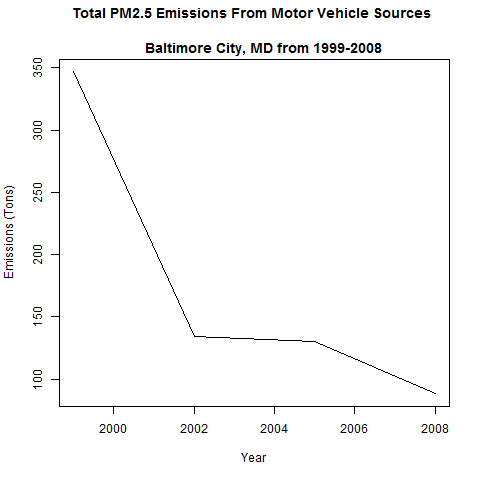 Total PM2.5 Emissions From Motor Vehicle Sources
Baltimore City, MD from 1999-2008
Emissions (Tons)
350
300
250
200
150
100
2000 2002 2004 2006 2008
Year